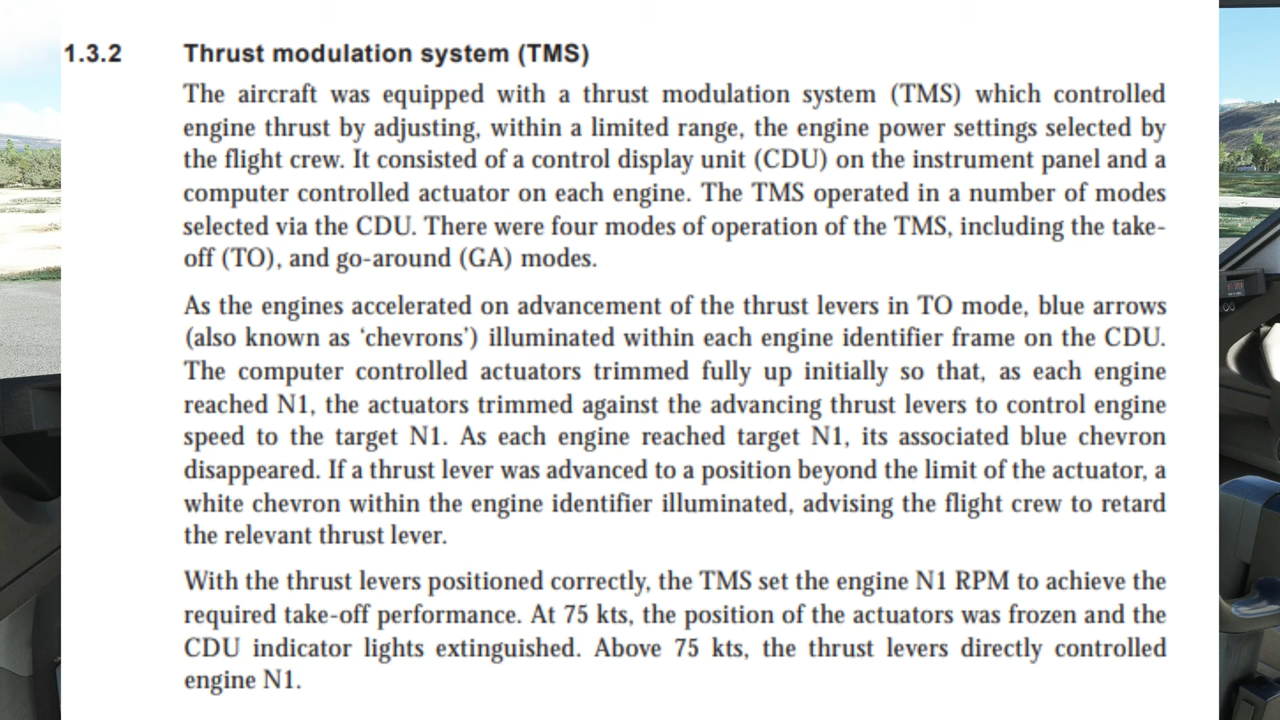 1.3.2 Thrust modulation system (TMS)
The aircraft was equipped with a thrust modulation system (TMS) which controlled
engine thrust by adjusting, within a limited range, the engine power settings selected by
the flight crew. It consisted of a control display unit (CDU) on the instrument panel and a
computer controlled actuator on each engine. The TMS operated in a number of modes
selected via the CDU. There were four modes of operation of the TMS, including the take-
off (TO), and go-around (GA) modes.
As the engines accelerated on advancement of the thrust levers in TO mode, blue arrows
(also known as ‘chevrons’) illuminated within each engine identifier frame on the CDU.
The computer controlled actuators trimmed fully up initially so that, as each engine
reached N1, the actuators trimmed against the advancing thrust levers to control engine
speed to the target N1. As each engine reached target N1, its associated blue chevron
disappeared. If a thrust lever was advanced to a position beyond the limit of the actuator, a
white chevron within the engine identifier illuminated, advising the flight crew to retard
the relevant thrust lever.
With the thrust levers positioned correctly, the TMS set the engine N1 RPM to achieve the
required take-off performance. At 75 kts, the position of the actuators was frozen and the
CDU indicator lights extinguished. Above 75 kts, the thrust levers directly controlled
engine N1.